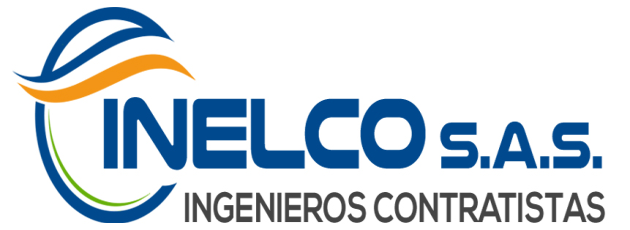 INELCO S.A.S.
INGENIEROS CONTRATISTAS